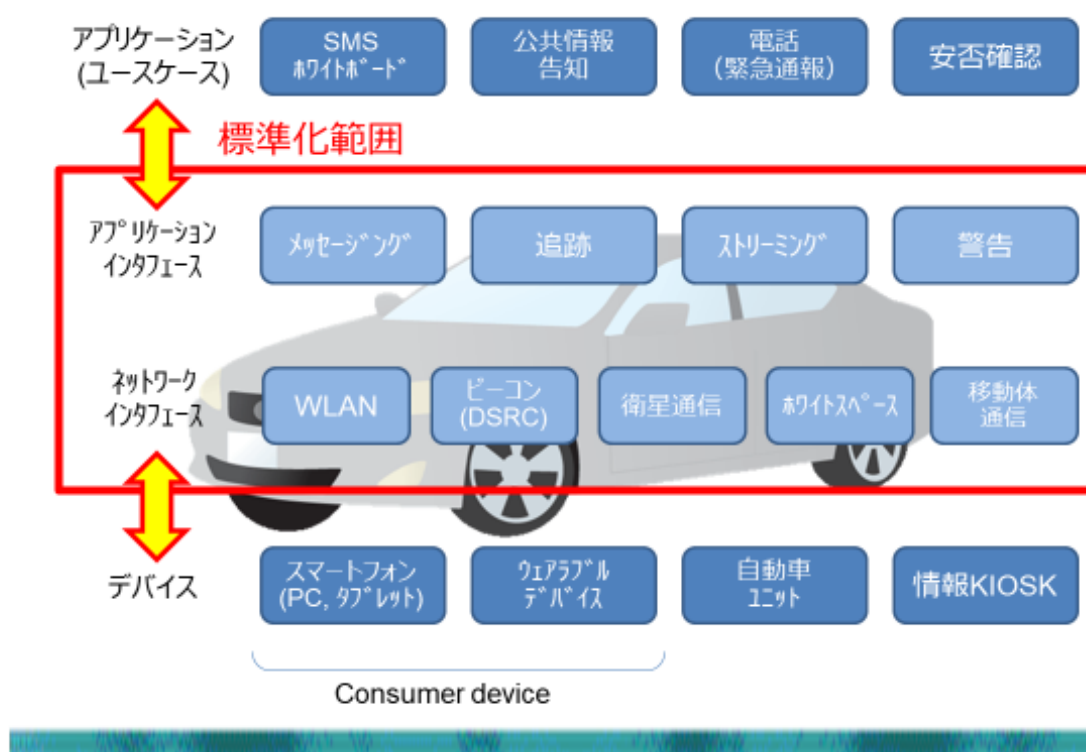 アプリケーション
(ユースケース)
SMS
ﾎﾜｲﾄﾎﾞｰﾄﾞ
公共情報
告知
電話
(緊急通報)
安否確認
標準化範囲
ｱﾌﾟﾘｹｰｼｮﾝ
ｲﾝﾀﾌｪｰｽ
ﾒｯｾｰｼﾞﾝｸﾞ
追跡
ｽﾄﾘｰﾐﾝｸﾞ
警告
ﾈｯﾄﾜｰｸ
ｲﾝﾀﾌｪｰｽ
WLAN
ビーコン
(DSRC)
衛星通信
ﾎﾜｲﾄｽﾍﾟｰｽ
移動体
通信
デバイス
スマートフォン
(PC, ﾀﾌﾞﾚｯﾄ)
ｳｪｱﾗﾌﾞﾙ
ﾃﾞﾊﾞｲｽ
自動車
ﾕﾆｯﾄ
情報KIOSK
Consumer device